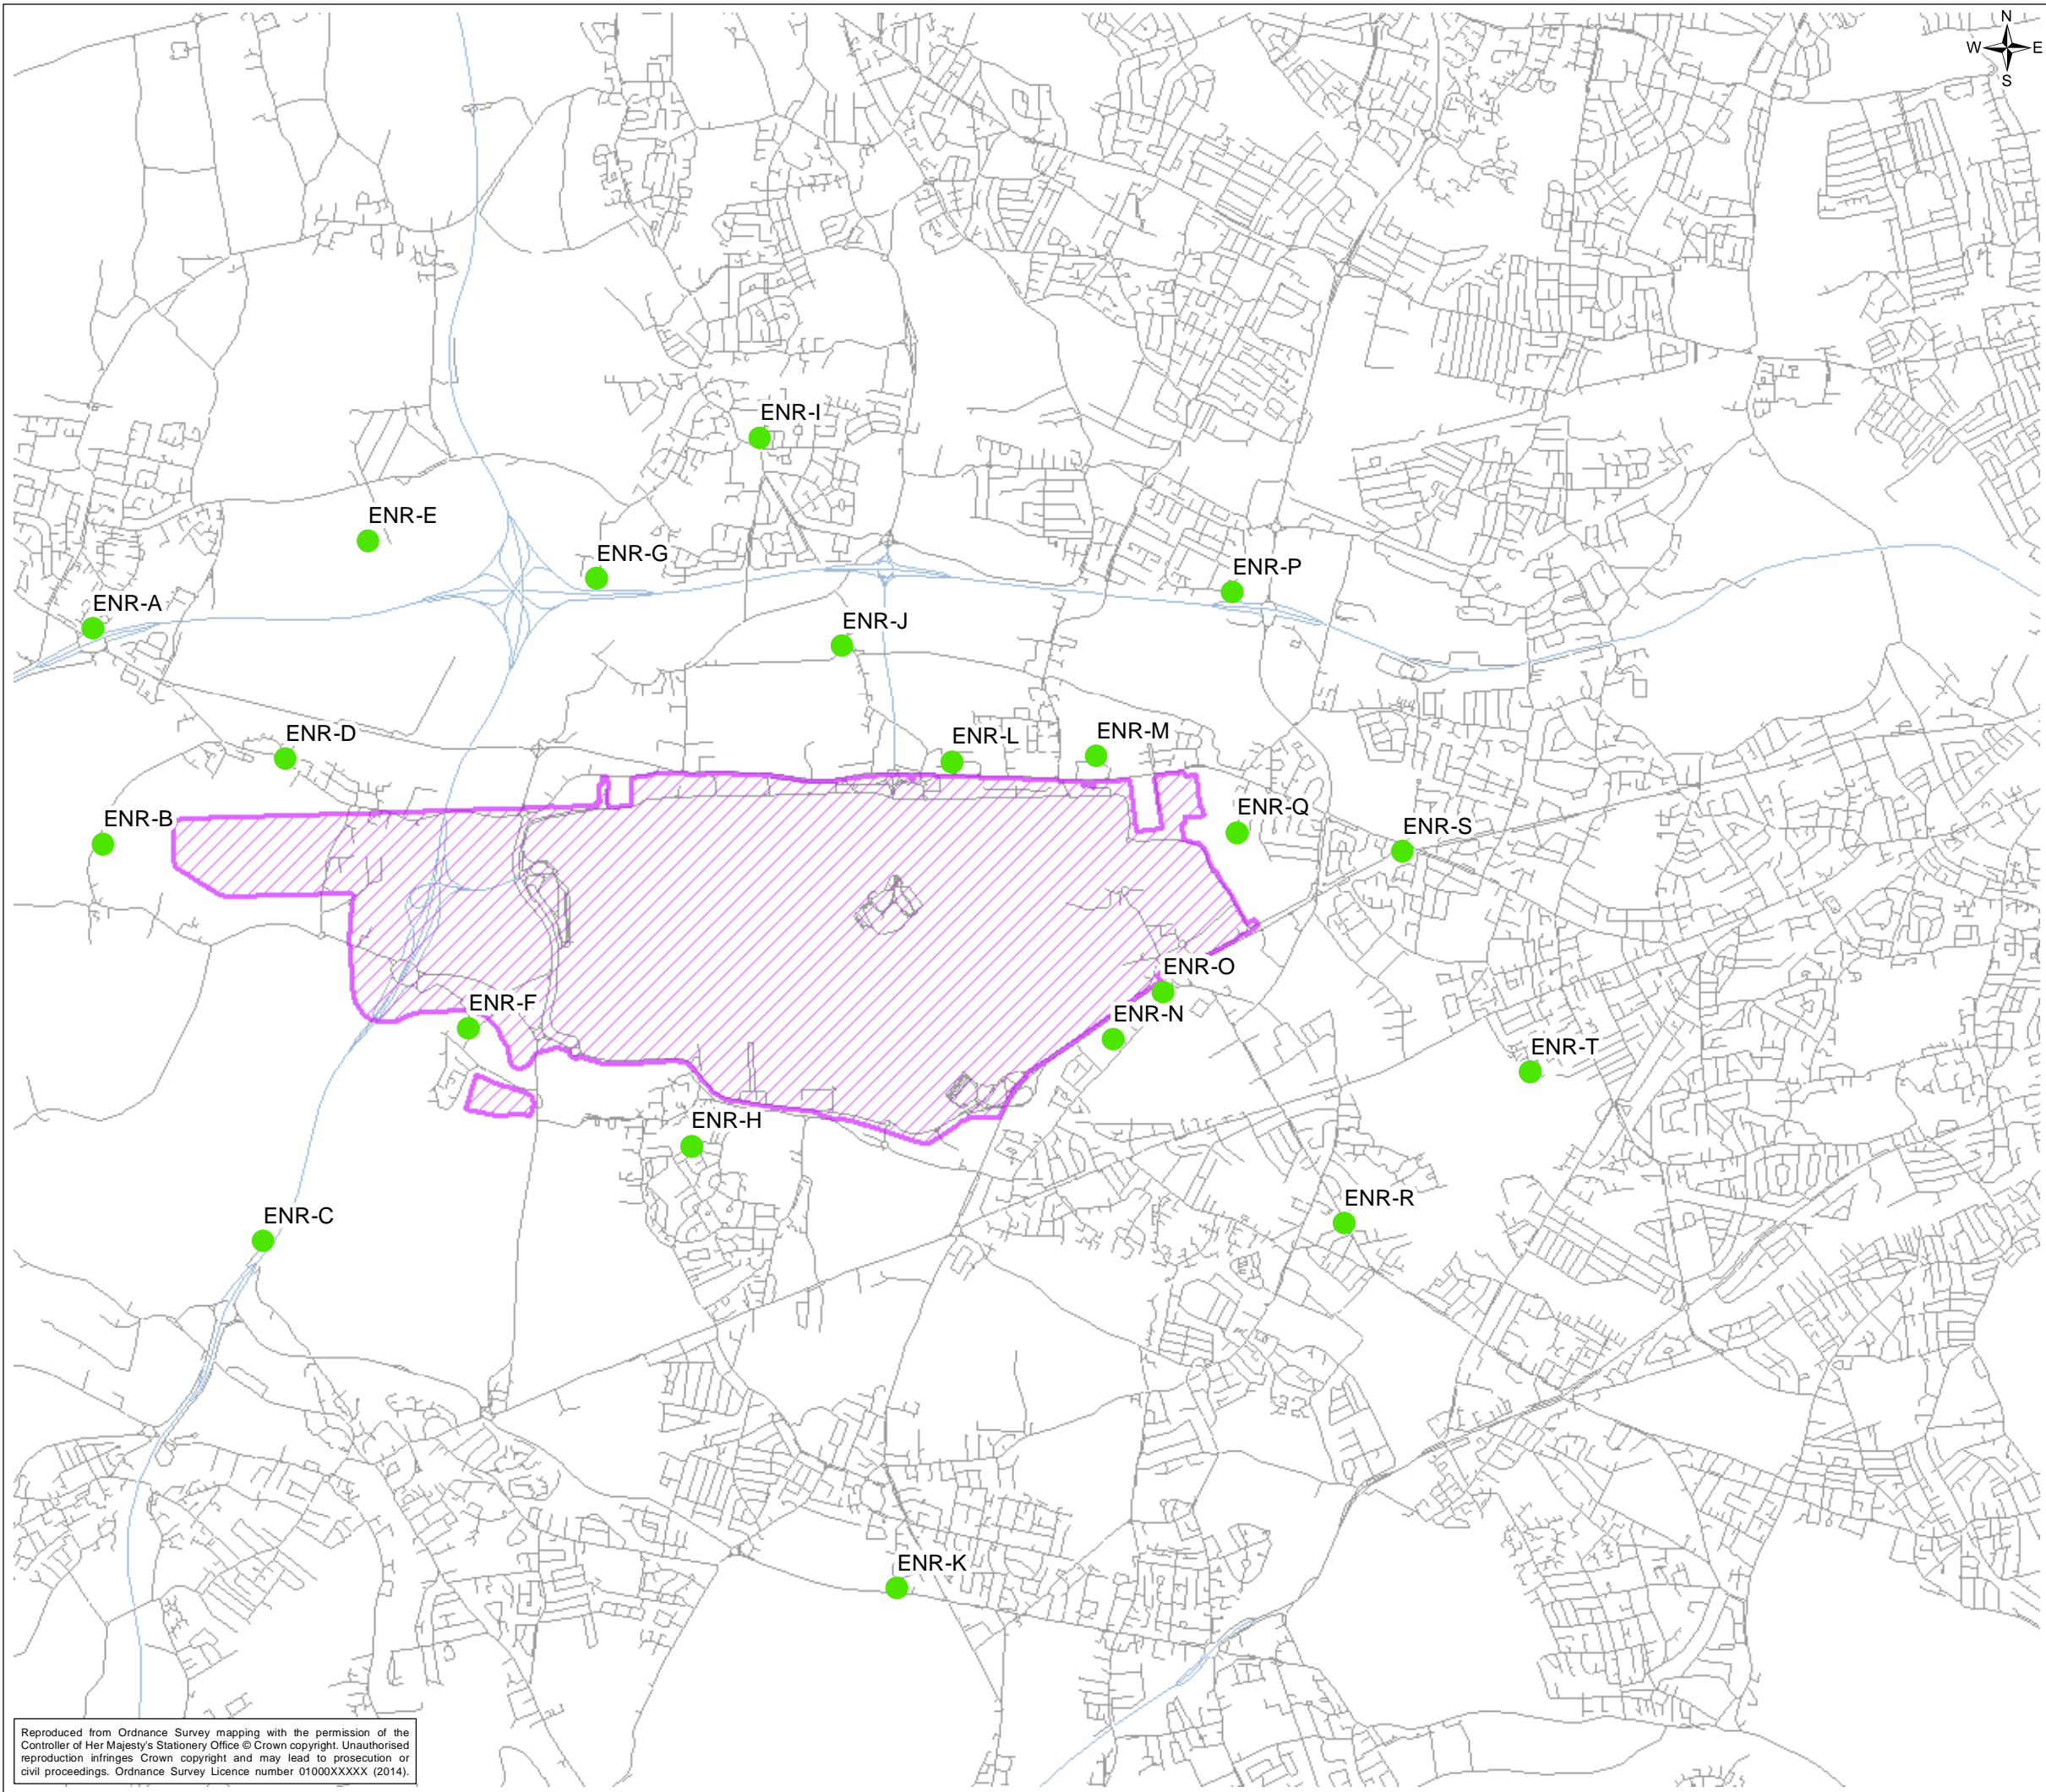 N
W E
S
ENR-I
ENR-E
ENR-G
ENR-P
ENR-A
ENR-J
ENR-D
ENR-L
ENR-M
ENR-B
ENR-Q
ENR-S
ENR-O
ENR-F
ENR-N
ENR-T
ENR-H
ENR-R
ENR-C
ENR-K
Reproduced from Ordnance Survey mapping with the permission of the
Controller of Her Majesty's Stationery Office © Crown copyright. Unauthorised
reproduction infringes Crown copyright and may lead to prosecution or
civil proceedings. Ordnance Survey Licence number 01000XXXXX (2014).